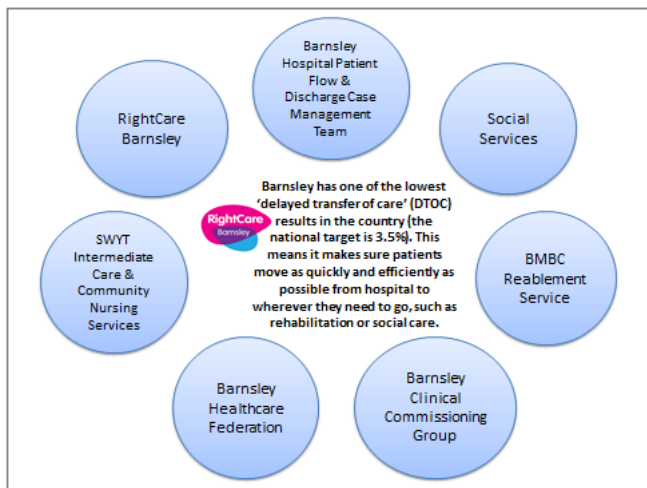 Barnsley
Hospital Patient
Flow &
Discharge Case
Management
Team
RightCare
Barnsley
Social
Services
Barnsley has one of the lowest
‘delayed transfer of care’ (DTOC)
results in the country (the
national target is 3.5%). This
means it makes sure patients
move as quickly and efficiently as
possible from hospital to
wherever they need to go, such as
rehabilitation or social care.
RightCare
Barnsley
SWYT
Intermediate
Care &
Community
Nursing
Services
BMBC
Reablement
Service
Barnsley
Healthcare
Federation
Barnsley
Clinical
Commissioning
Group